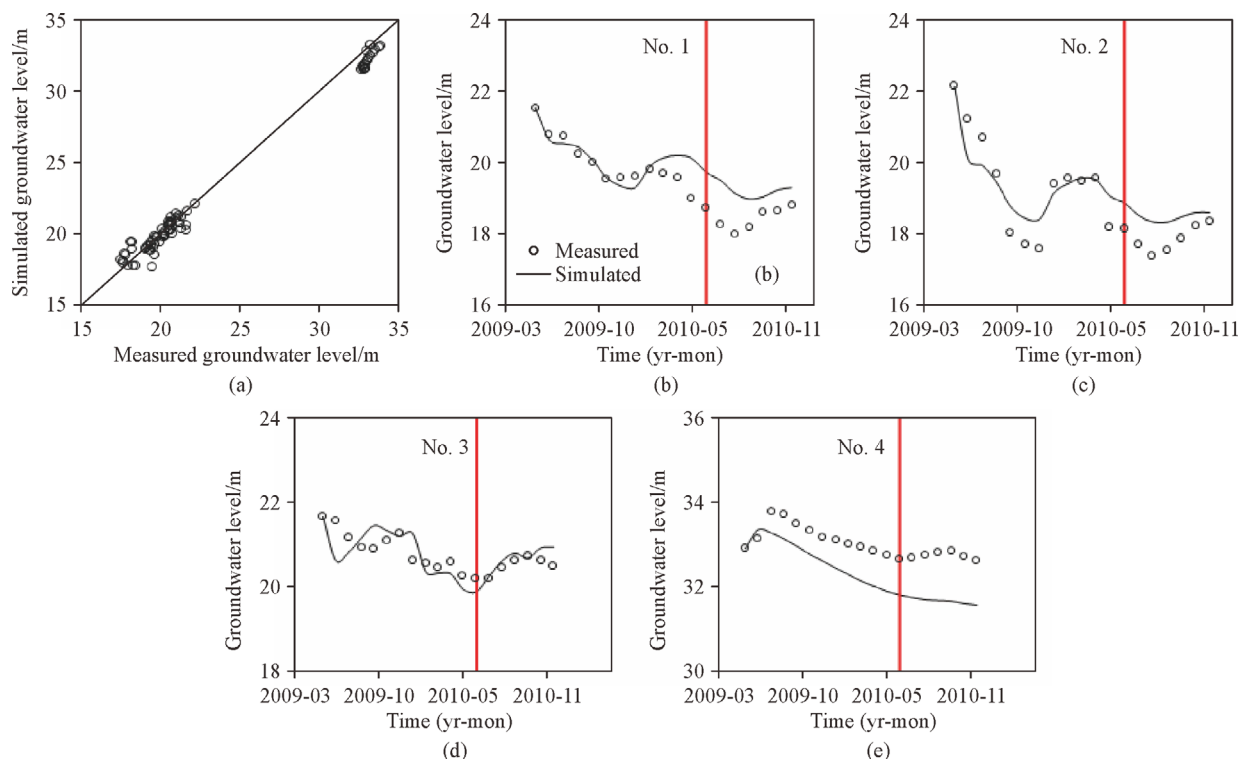 35
30
25
20
15
15
20
25
30
35
Simulated groundwater level/m
Measured groundwater level/m
(a)
No. 1
24
22
20
18
16
2009-03
2009-10
2010-05
2010-11
Groundwater level/m
Measured
Simulated
(b)
Time (yr-mon)
(b)
No. 2
24
22
20
18
16
2009-03
2009-10
2010-05
2010-11
Groundwater level/m
Time (yr-mon)
(c)
No. 3
24
22
20
18
2009-03
2009-10
2010-05
2010-11
Groundwater level/m
Time (yr-mon)
(d)
No. 4
36
34
32
30
2009-03
2009-10
2010-05
2010-11
Groundwater level/m
Time (yr-mon)
(e)